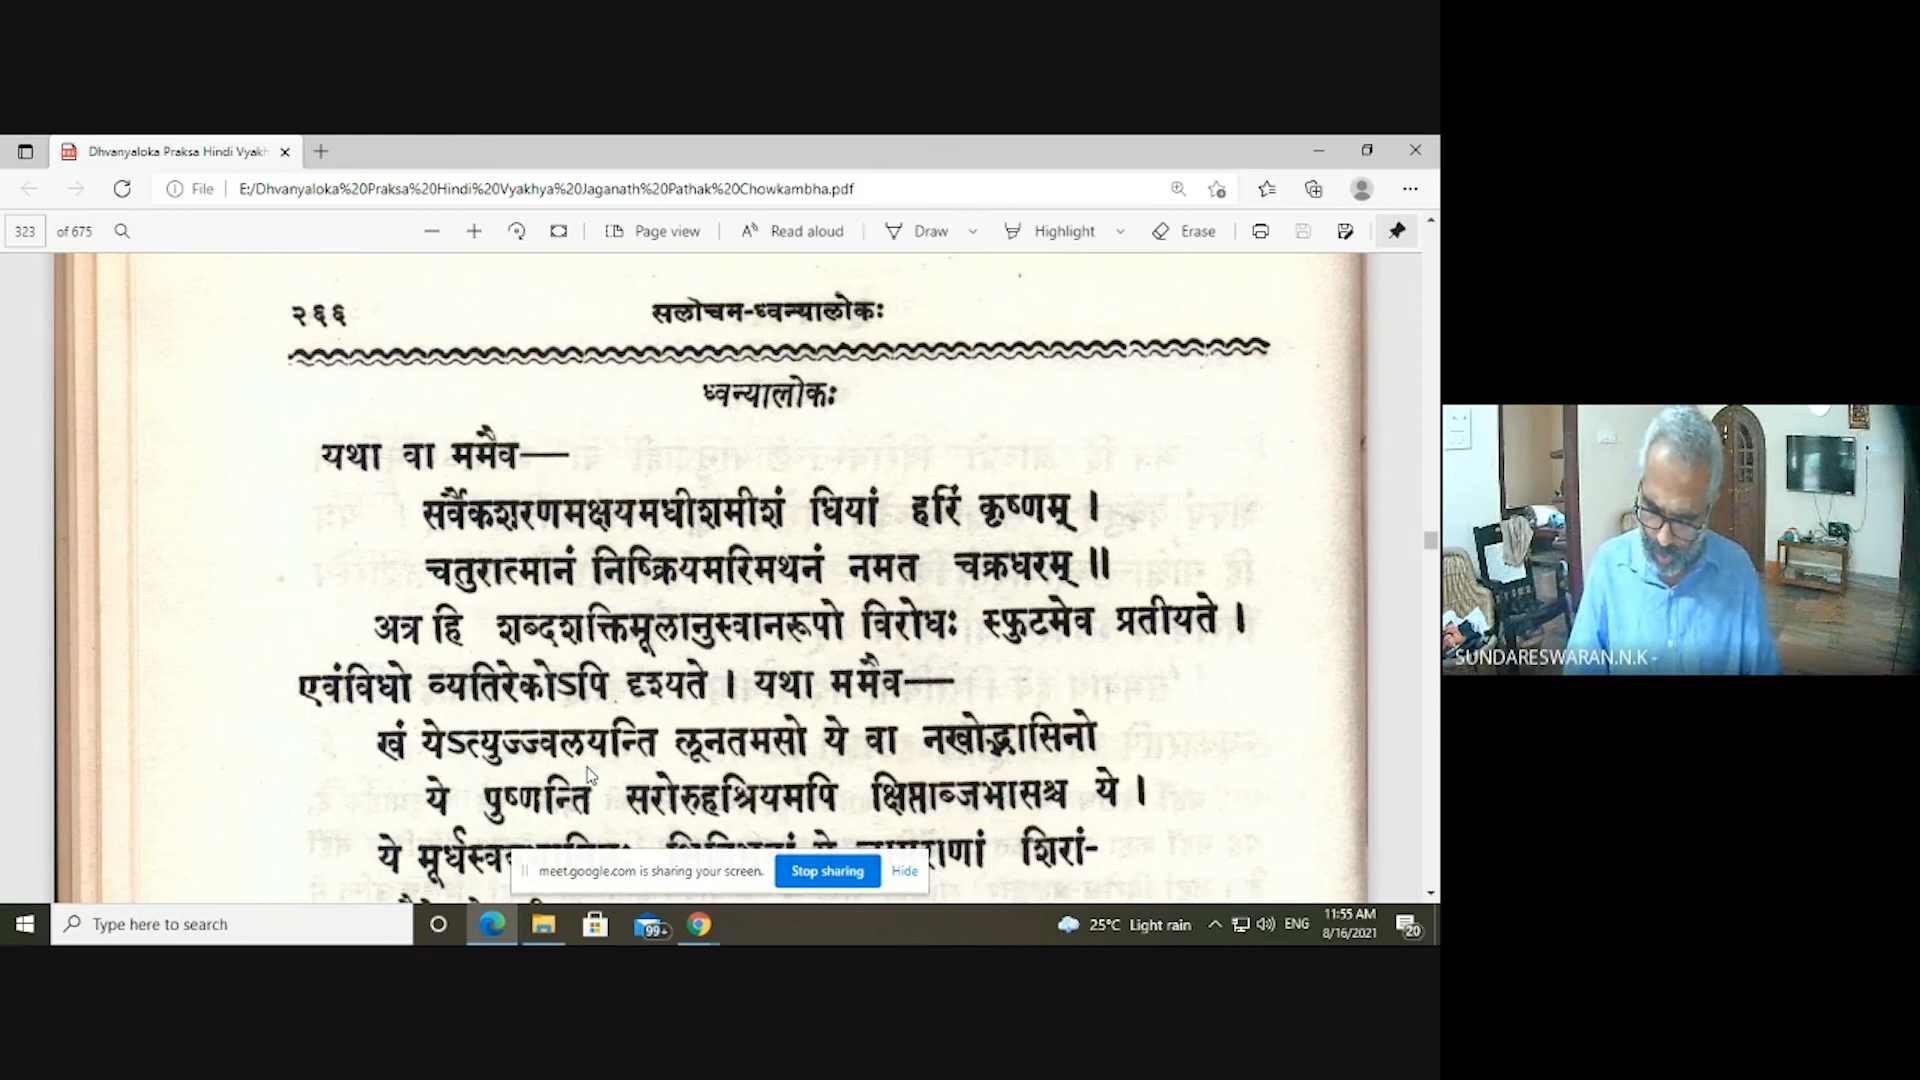 Dhvanyaloka Praksa Hindi Vyakh
File E:/Dhvanyaloka%20Praksa%20Hindi%20Vyakhya%20Jaganath%20Pathak%20Chowkambha.pdf
323 of 675 Page view Read aloud Draw Highlight Erase
२६६ सलोचम-ध्वन्यालोकः
ध्वन्यालोकः
यथा वा ममैव—
सर्वैकशरणमक्षयमधीशमीशं धियां हरिं कृष्णम् ।
चतुरात्मानं निष्क्रियमरिमथनं नमत चक्रधरम् ॥
अत्र हि शब्दशक्तिमूलानुस्वानरूपो विरोधः स्फुटमेव प्रतीयते ।
एवंविधो व्यतिरेकोऽपि दृश्यते । यथा ममैव—
खं येऽत्युज्ज्वलयन्ति लूनतमसो ये वा नखोद्भासिनो
ये पुष्णन्ति सरोरुहश्रियमपि क्षिप्ताब्जभासश्च ये ।
ये शिरां-
meet.google.com is sharing your screen. Stop sharing Hide
Type here to search 99+ 25°C Light rain ENG 11:55 AM 8/16/2021 20
SUNDARESWARAN.N.K -